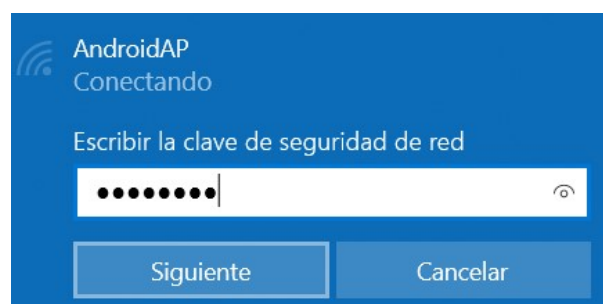 AndroidAP
Conectando
Escribir la clave de seguridad de red
●●●●●●●●
Siguiente Cancelar